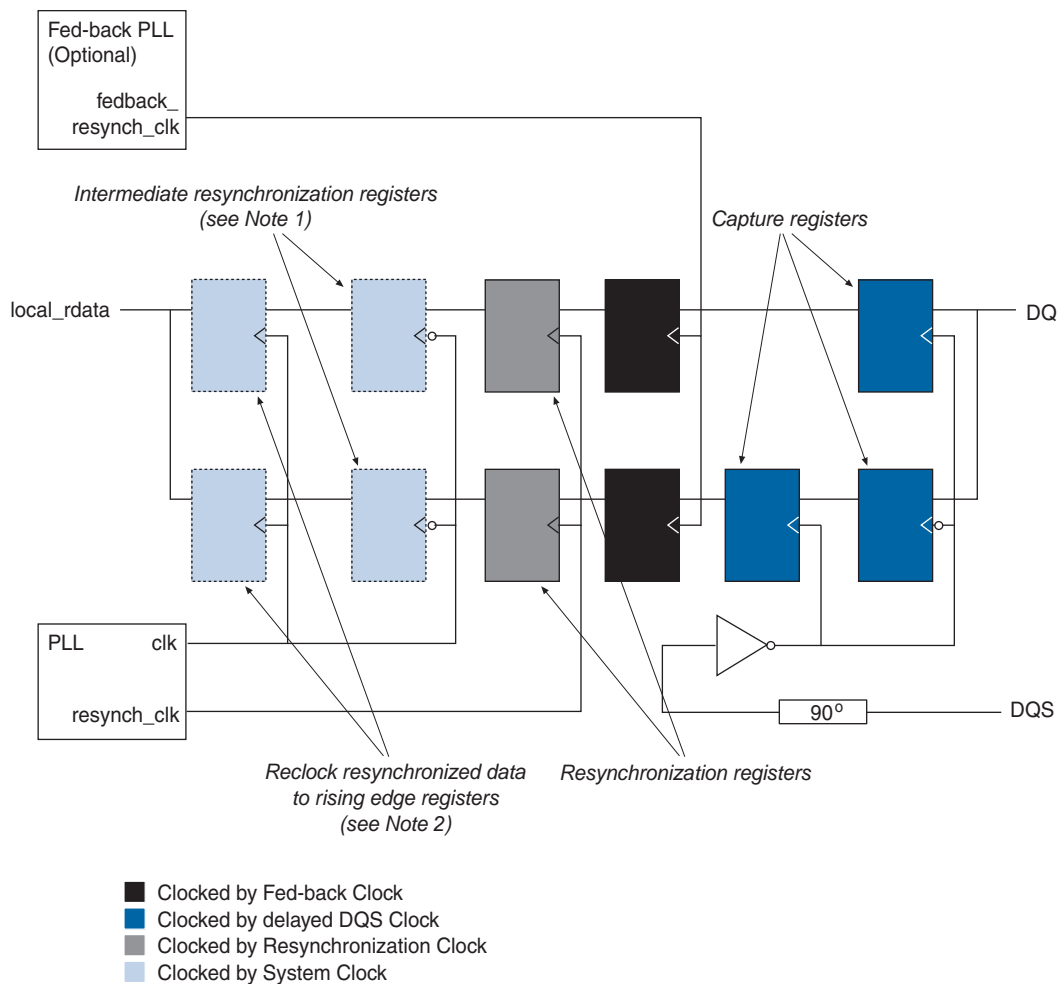 Fed-back PLL
(Optional)
fedback_
resynch_clk
Intermediate resynchronization registers
(see Note 1)
Capture registers
local_rdata
DQ
PLL
clk
resynch_clk
90°
DQS
Reclock resynchronized data
to rising edge registers
(see Note 2)
Resynchronization registers
Clocked by Fed-back Clock
Clocked by delayed DQS Clock
Clocked by Resynchronization Clock
Clocked by System Clock